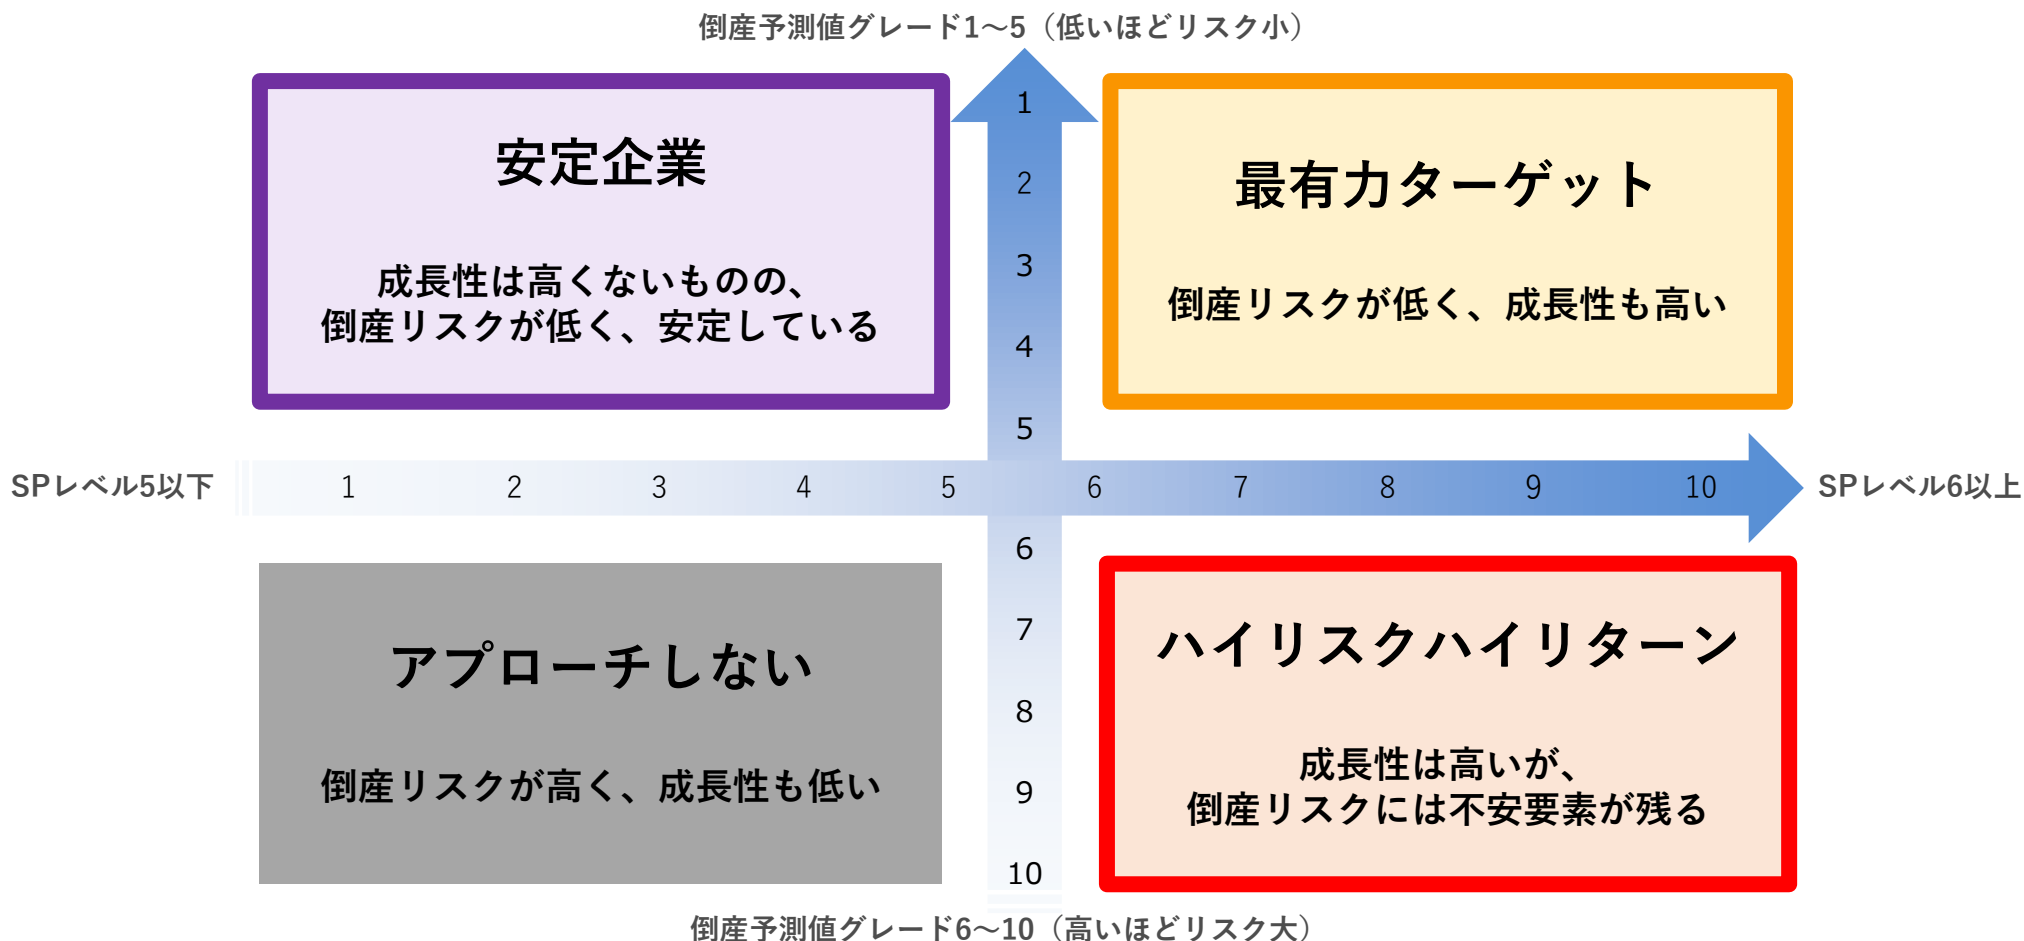 倒産予測値グレード1～5（低いほどリスク小）
安定企業
成長性は高くないものの、
倒産リスクが低く、安定している
最有力ターゲット
倒産リスクが低く、成長性も高い
1
2
3
4
5
SPレベル5以下
1
2
3
4
5
6
7
8
9
10
SPレベル6以上
6
7
8
9
10
アプローチしない
倒産リスクが高く、成長性も低い
ハイリスクハイリターン
成長性は高いが、
倒産リスクには不安要素が残る
倒産予測値グレード6～10（高いほどリスク大）